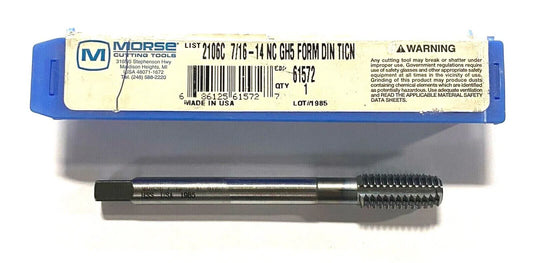 MORSE
CUTTING TOOLS
31695 Stephenson Hwy
Madison Heights, MI
USA 48071-1672
Tel. (248) 588-2220
LIST 2106C 7/16-14 NC GH5 FORM DIN TICN
EDP 61572
6 86125 61572 7
QTY 1
MADE IN USA
LOT/1985
WARNING
Any cutting tool may break or shatter under
improper use. Government regulations require
use of safety glasses and other appropriate safety
equipment at all times in the vicinity of use.
Grinding of this product may produce dusts
containing chemical elements which are identified
as potentially hazardous. Use adequate ventilation
and READ THE APPLICABLE MATERIAL SAFETY
DATA SHEETS.
HSS USA 1985